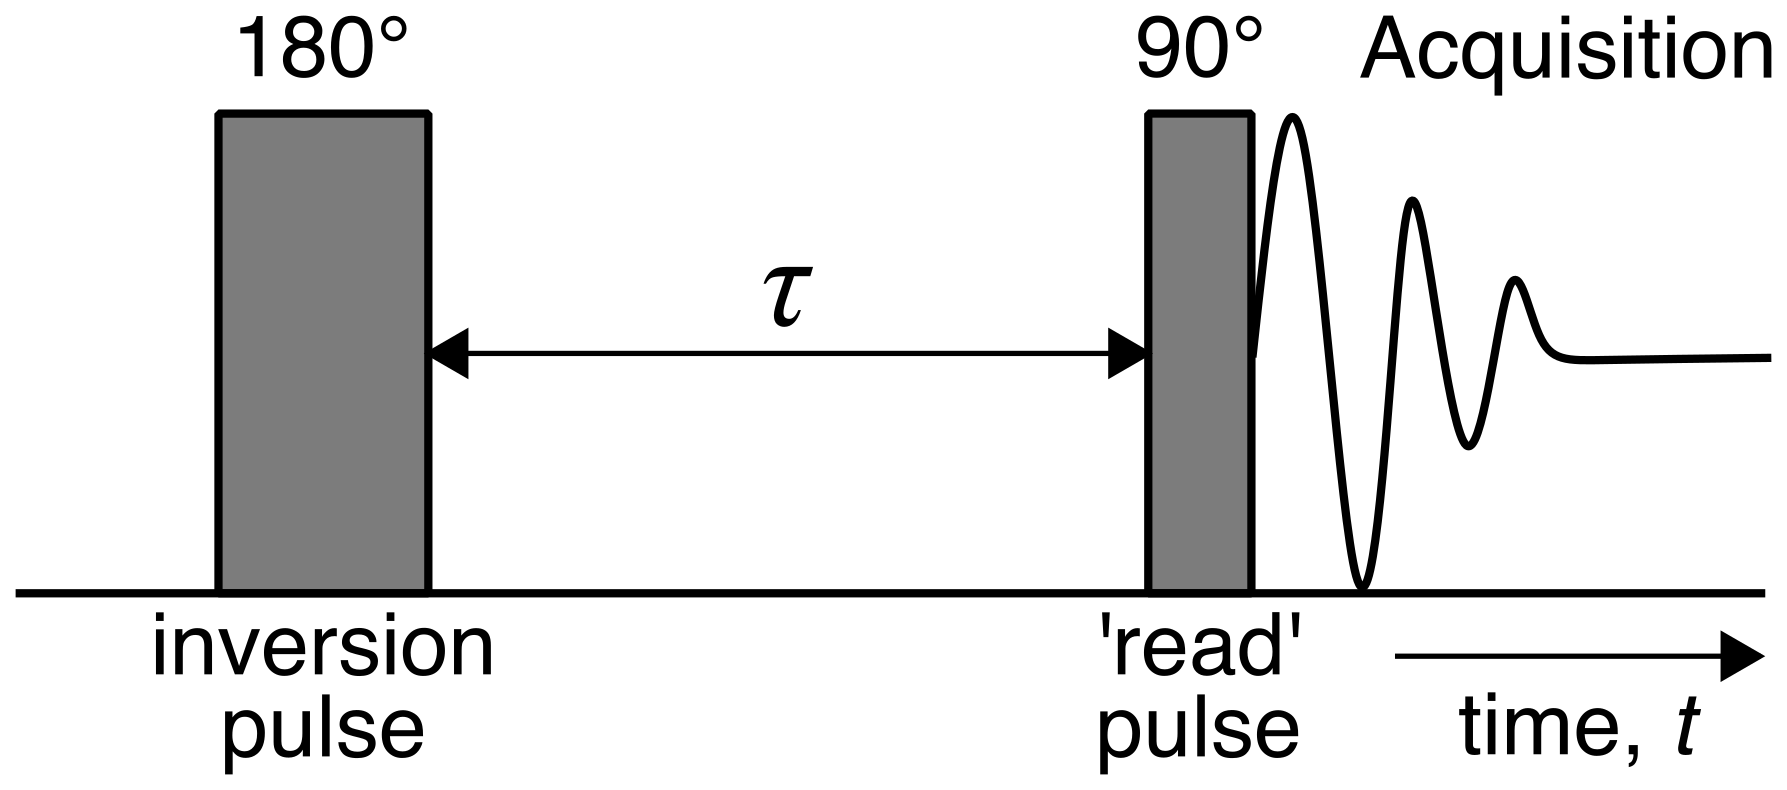 180°
90°
Acquisition
τ
inversion
pulse
'read'
pulse
time, t